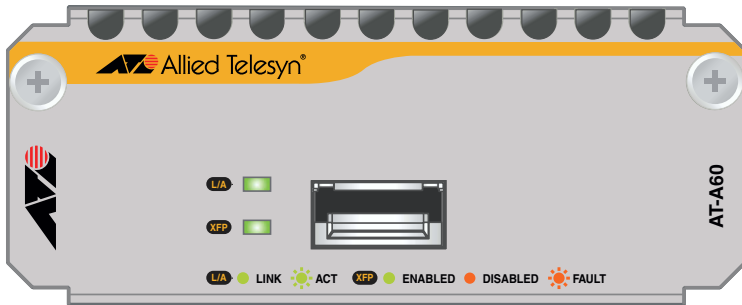 Allied Telesyn®
L/A
XFP
AT-A60
L/A LINK ACT XFP ENABLED DISABLED FAULT